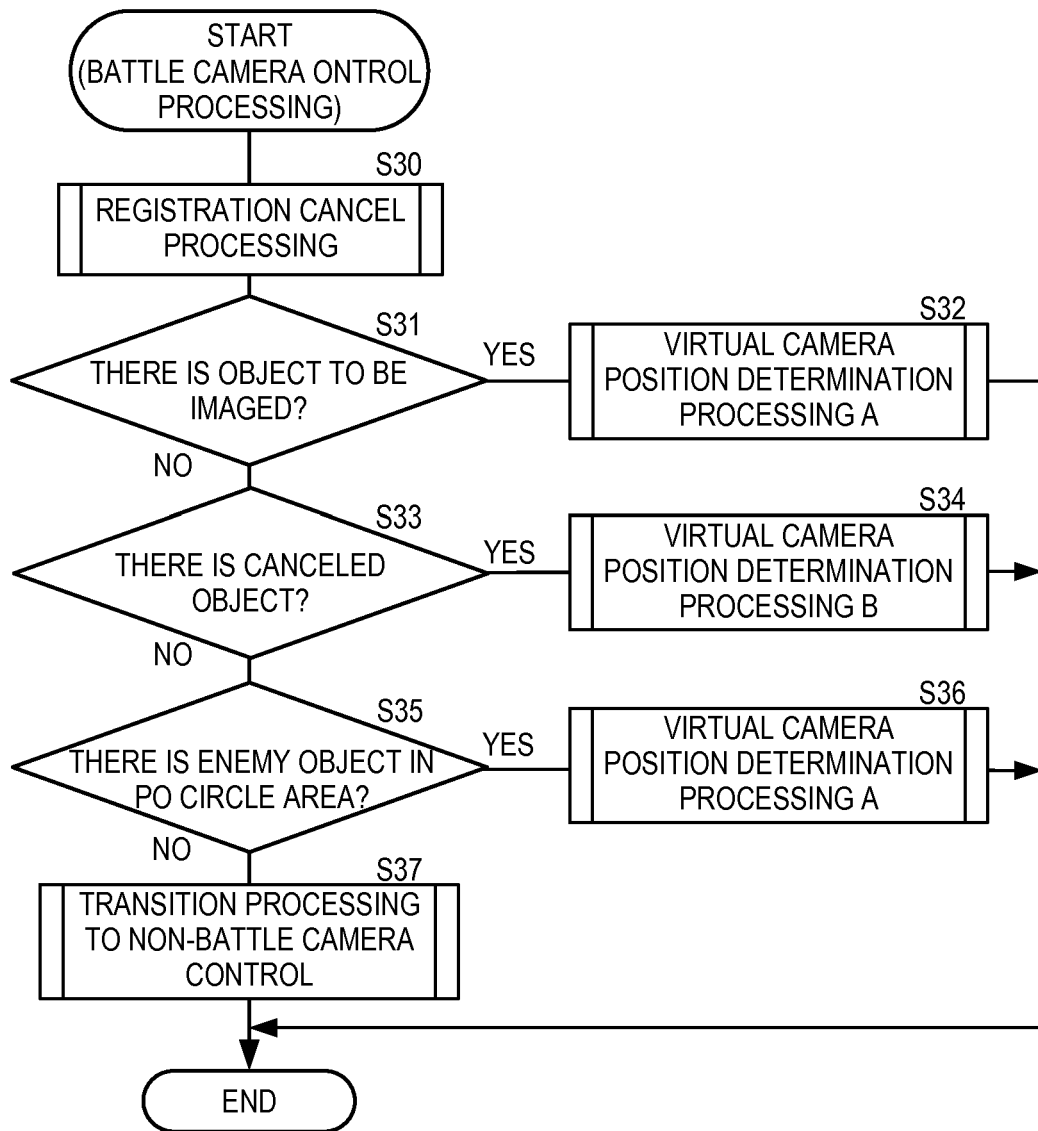 START
(BATTLE CAMERA ONTROL
PROCESSING)
S30
REGISTRATION CANCEL
PROCESSING
S31
THERE IS OBJECT TO BE
IMAGED?
YES
S32
VIRTUAL CAMERA
POSITION DETERMINATION
PROCESSING A
NO
S33
THERE IS CANCELED
OBJECT?
YES
S34
VIRTUAL CAMERA
POSITION DETERMINATION
PROCESSING B
NO
S35
THERE IS ENEMY OBJECT IN
PO CIRCLE AREA?
YES
S36
VIRTUAL CAMERA
POSITION DETERMINATION
PROCESSING A
NO
S37
TRANSITION PROCESSING
TO NON-BATTLE CAMERA
CONTROL
END